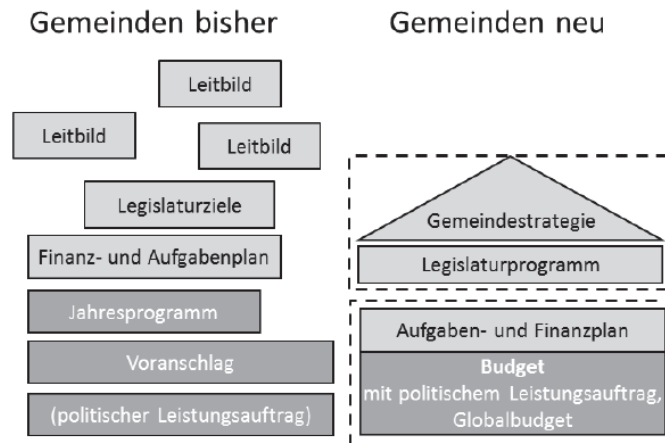 Gemeinden bisher
Leitbild
Leitbild
Leitbild
Legislaturziele
Finanz- und Aufgabenplan
Jahresprogramm
Voranschlag
(politischer Leistungsauftrag)
Gemeinden neu
Gemeindestrategie
Legislaturprogramm
Aufgaben- und Finanzplan
Budget
mit politischem Leistungsauftrag,
Globalbudget